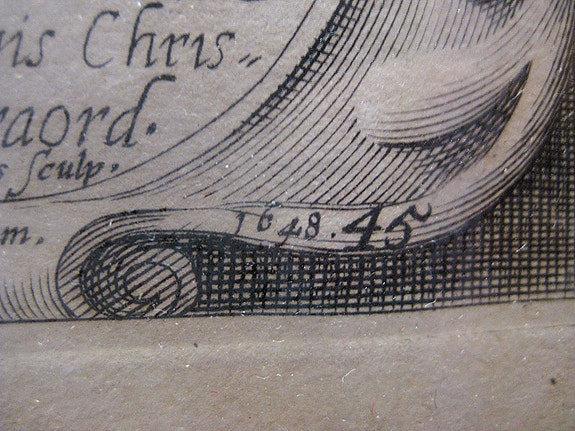 is Chris„
raord.
s ſculp.
m.
1648. 45